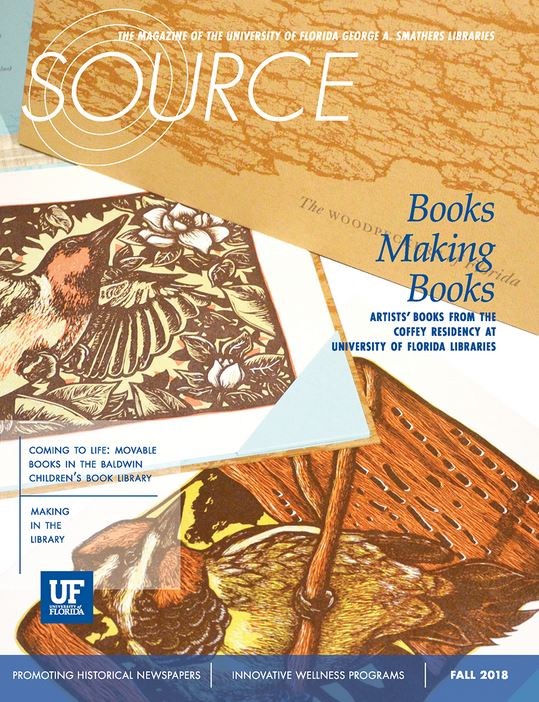 THE MAGAZINE OF THE UNIVERSITY OF FLORIDA GEORGE A. SMATHERS LIBRARIES
SOURCE
The WOODPECKERS of Florida
Books
Making
Books
ARTISTS' BOOKS FROM THE
COFFEY RESIDENCY AT
UNIVERSITY OF FLORIDA LIBRARIES
COMING TO LIFE: MOVABLE
BOOKS IN THE BALDWIN
CHILDREN'S BOOK LIBRARY
MAKING
IN THE
LIBRARY
UF
UNIVERSITY of
FLORIDA
PROMOTING HISTORICAL NEWSPAPERS
INNOVATIVE WELLNESS PROGRAMS
FALL 2018